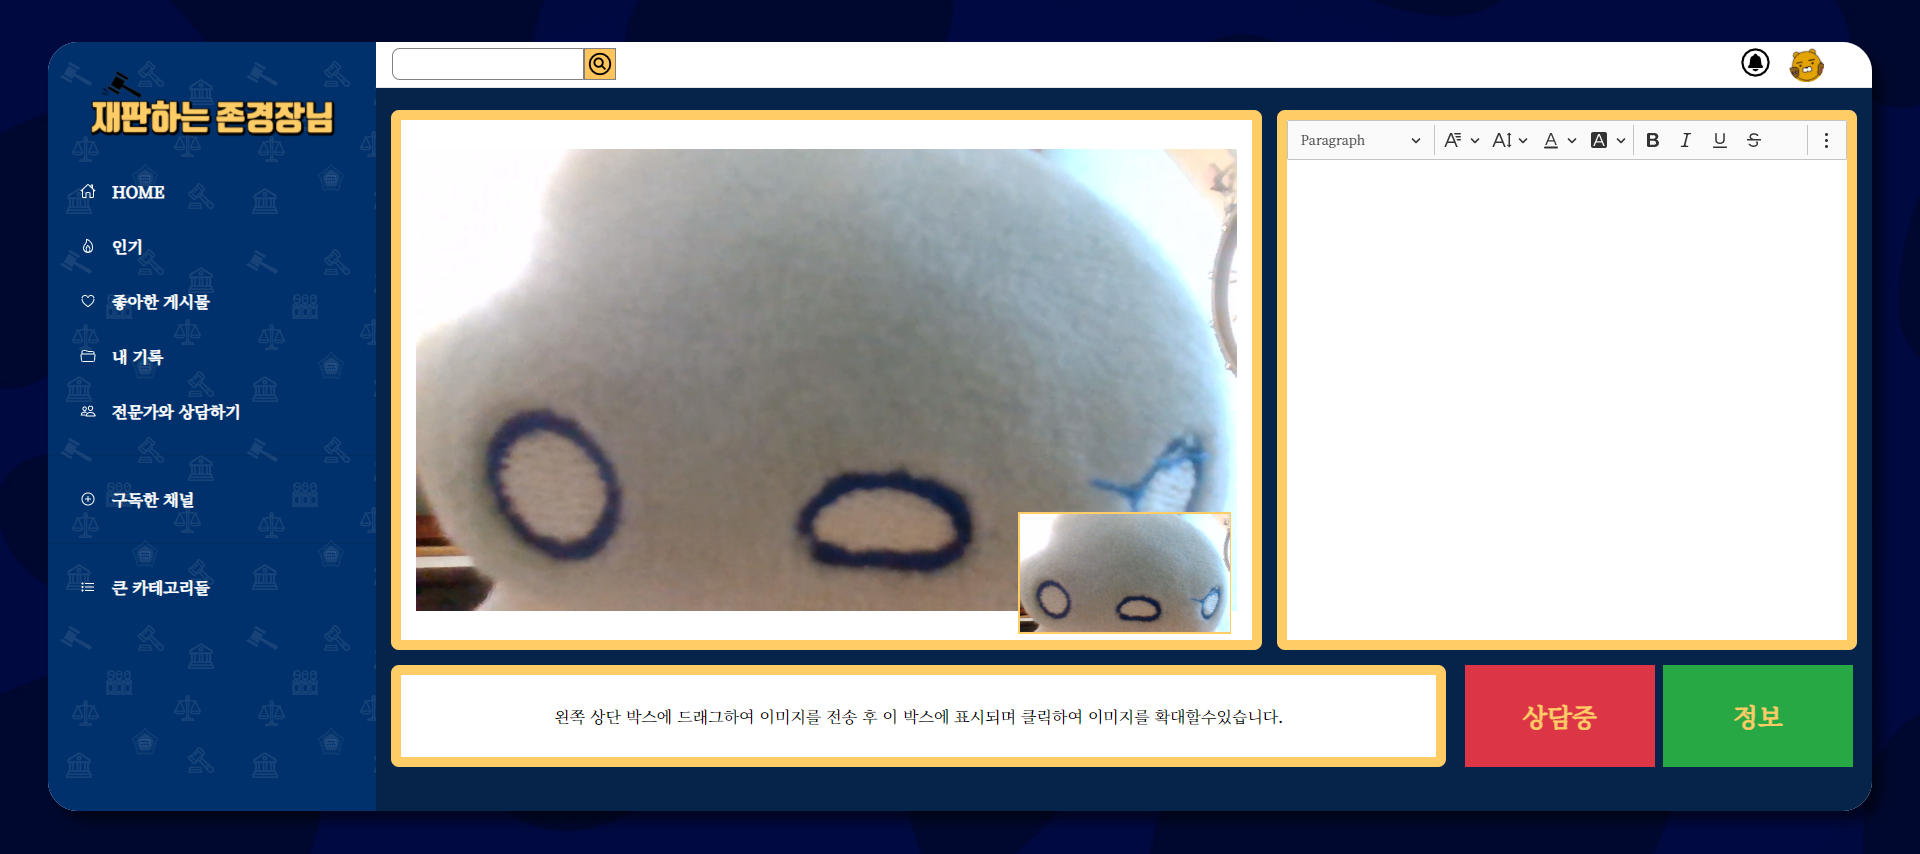 재판하는 존경장님
HOME
인기
좋아한 게시물
내 기록
전문가와 상담하기
구독한 채널
큰 카테고리들
Paragraph
왼쪽 상단 박스에 드래그하여 이미지를 전송 후 이 박스에 표시되며 클릭하여 이미지를 확대할수있습니다.
상담중
정보